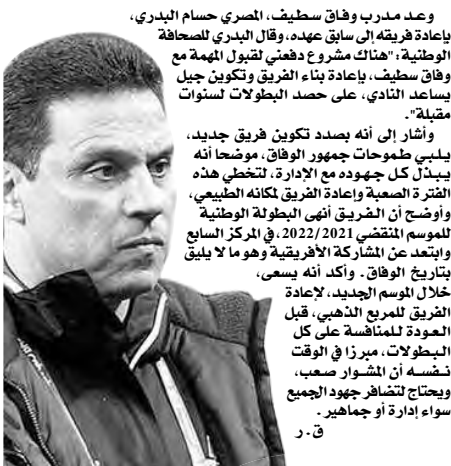 وعد مدرب وفاق سطيف، المصري حسام البدري،
بإعادة فريقه إلى سابق عهده، وقال البدري للصحافة
الوطنية: "هناك مشروع دفعني لقبول المهمة مع
وفاق سطيف، بإعادة بناء الفريق وتكوين جيل
يساعد النادي، على حصد البطولات لسنوات
مقبلة".
وأشار إلى أنه بصدد تكوين فريق جديد،
يلبي طموحات جمهور الوفاق، موضحا أنه
يبذل كل جهوده مع الإدارة، لتخطي هذه
الفترة الصعبة وإعادة الفريق لمكانه الطبيعي،
وأوضح أن الفريق أنهى البطولة الوطنية
للموسم المنقضي 2022/2021، في المركز السابع
وابتعد عن المشاركة الأفريقية وهو ما لا يليق
بتاريخ الوفاق. وأكد أنه يسعى،
خلال الموسم الجديد، لإعادة
الفريق للمربع الذهبي، قبل
العودة للمنافسة على كل
البطولات، مبرزا في الوقت
نفسه أن المشوار صعب،
ويحتاج لتضافر جهود الجميع
سواء إدارة أو جماهير.
ق.ر